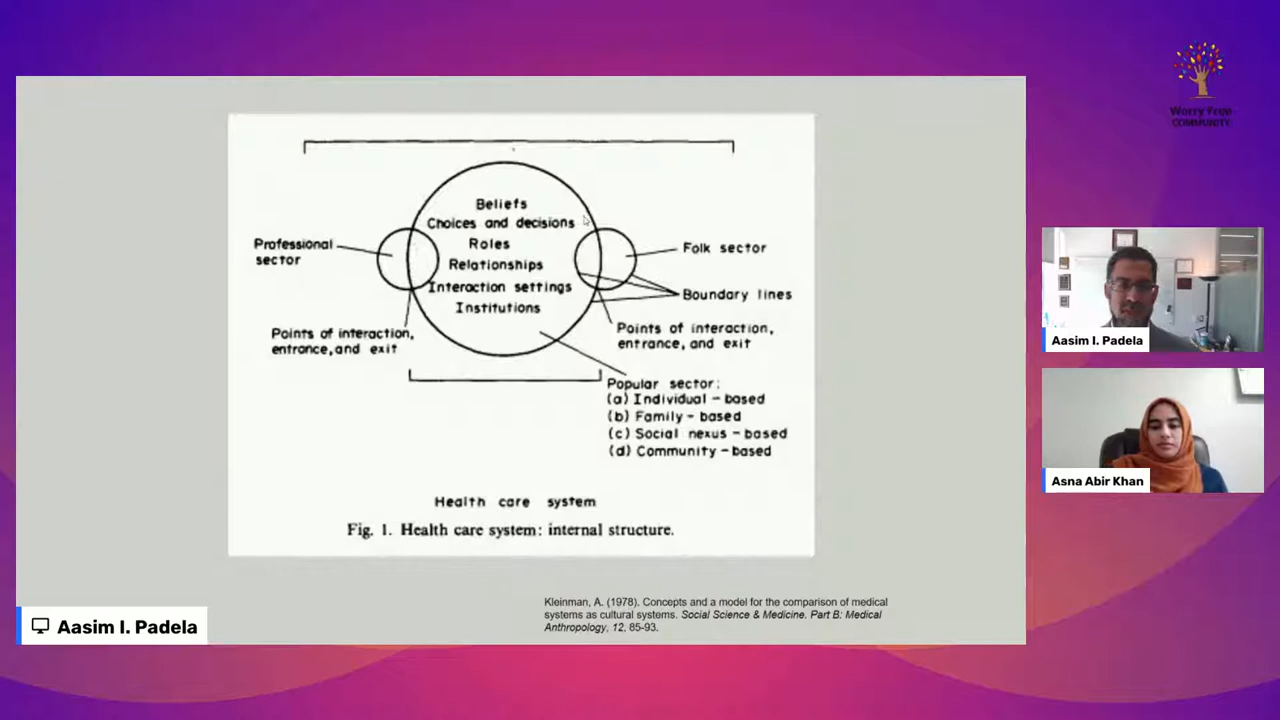 Worry Free
COMMUNITY
Beliefs
Choices and decisions
Roles
Relationships
Interaction settings
Institutions
Professional
sector
Folk sector
Boundary lines
Points of interaction,
entrance, and exit
Points of interaction,
entrance, and exit
Popular sector:
(a) Individual - based
(b) Family - based
(c) Social nexus - based
(d) Community - based
Health care system
Fig. 1. Health care system: internal structure.
Kleinman, A. (1978). Concepts and a model for the comparison of medical
systems as cultural systems. Social Science & Medicine. Part B: Medical
Anthropology, 12, 85-93.
Aasim I. Padela
Aasim I. Padela
Asna Abir Khan